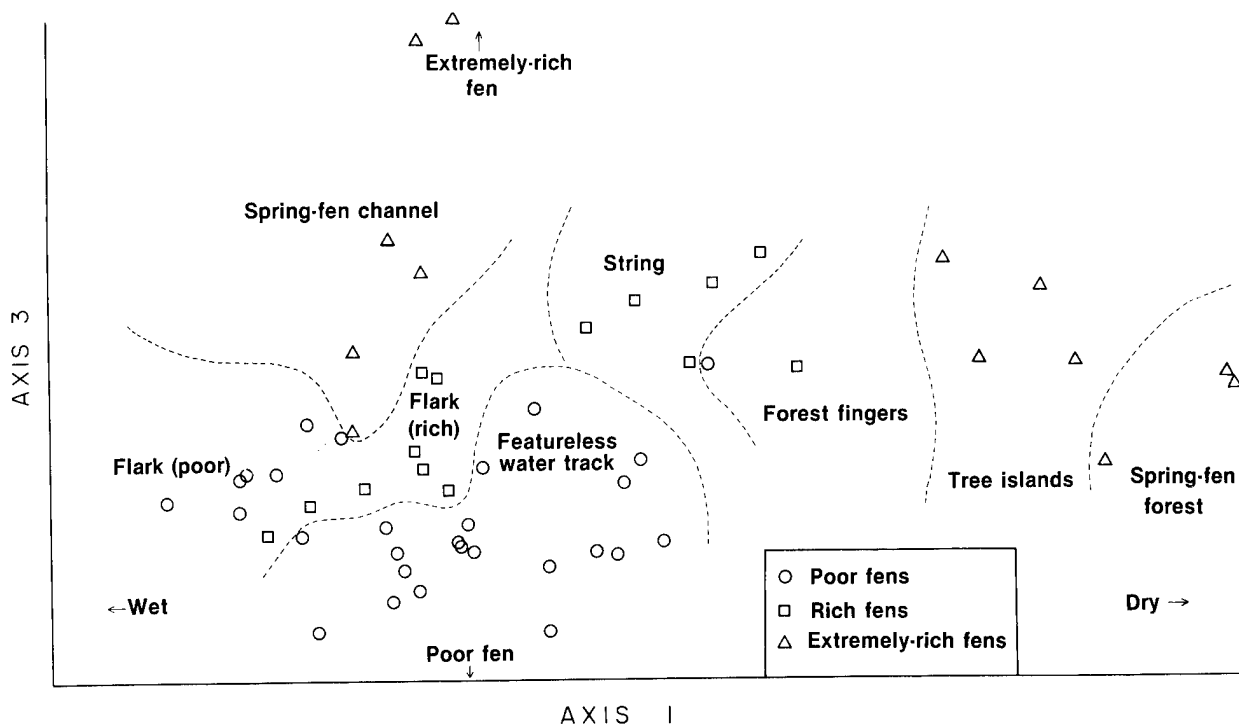 ↑
Extremely-rich
fen
Spring-fen channel
String
AXIS 3
Flark
(rich)
Forest fingers
Featureless
water track
Flark (poor)
Tree islands
Spring-fen
forest
Poor fens
Rich fens
Extremely-rich fens
←Wet
Dry →
Poor fen
↓
AXIS I